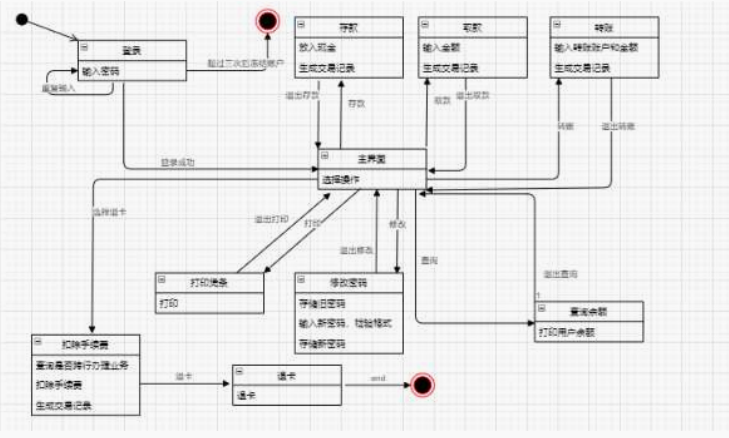 存款
放入现金
生成交易记录
取款
输入金额
生成交易记录
转账
输入转账账户和金额
生成交易记录
登录
输入密码
超过三次后冻结账户
重复输入
退出存款
存款
取款
退出取款
转账
退出转账
登录成功
主界面
选择操作
选择退卡
退出打印
打印
退出修改
修改
查询
退出查询
打印凭条
打印
修改密码
存储旧密码
输入新密码，检验格式
存储新密码
1
查询余额
打印用户余额
扣除手续费
查询是否跨行办理业务
扣除手续费
生成交易记录
退卡
退卡
退卡
end